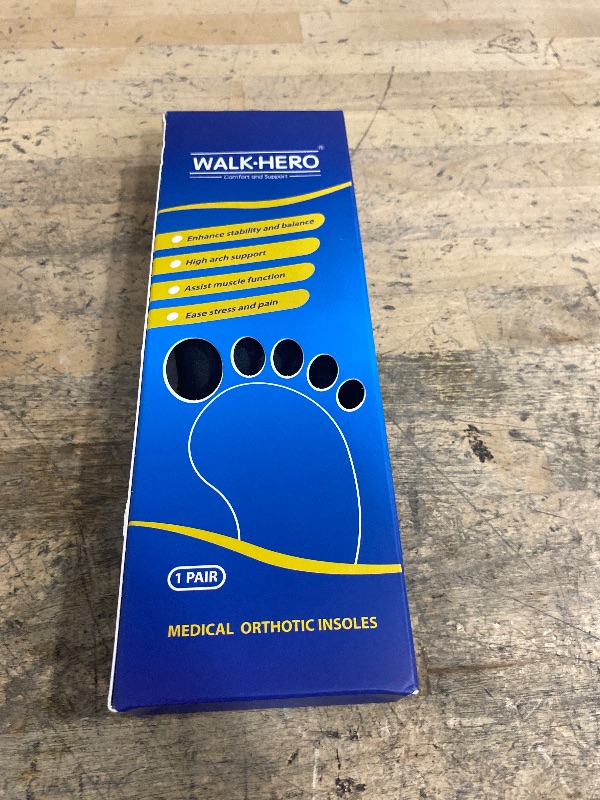 WALK·HERO®
Comfort and Support
Enhance stability and balance
High arch support
Assist muscle function
Ease stress and pain
1 PAIR
MEDICAL ORTHOTIC INSOLES